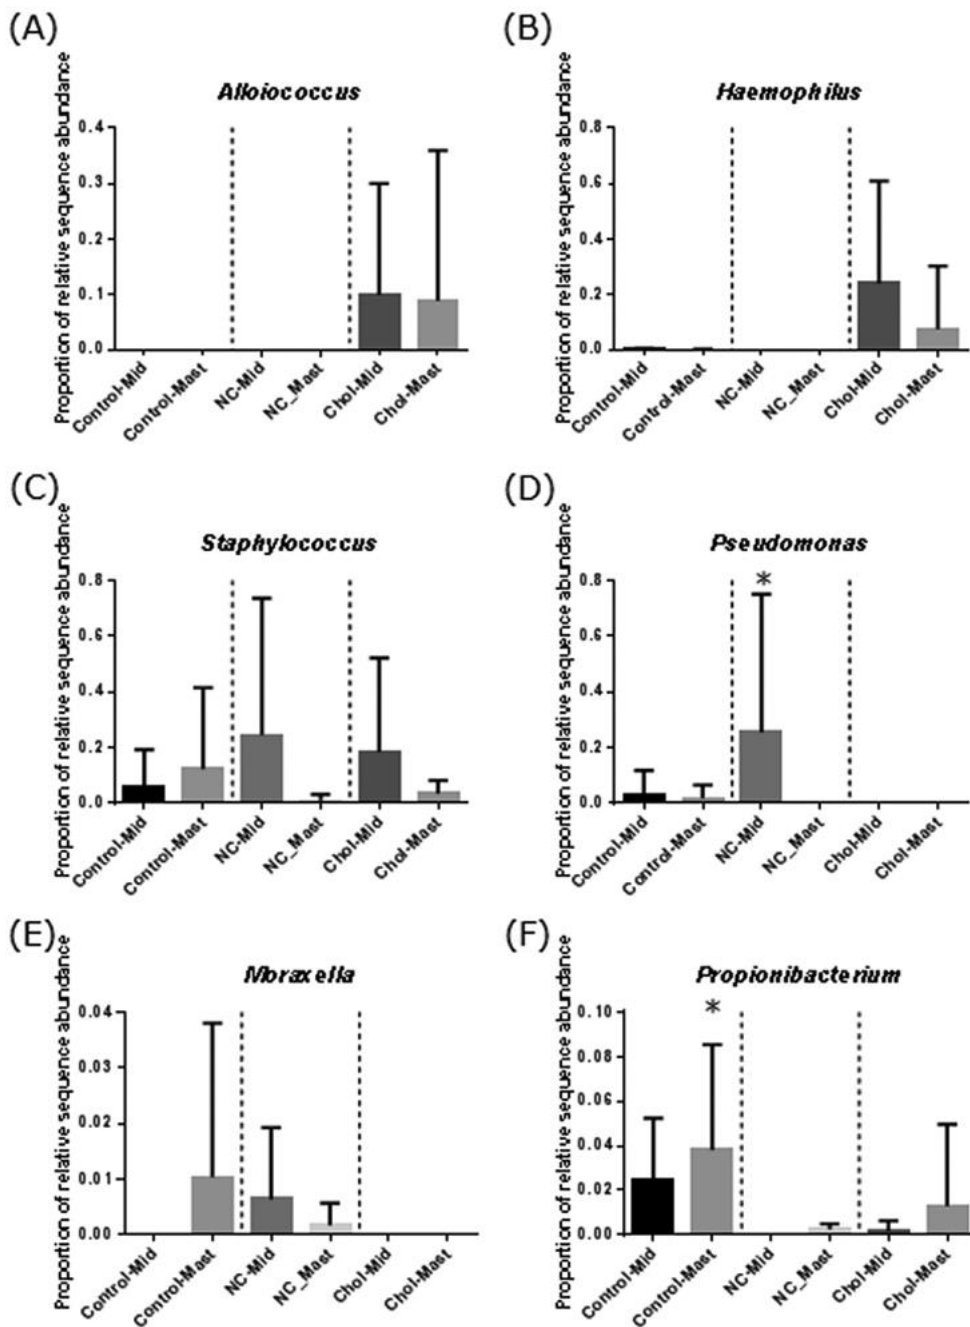 (A)
Alloiococcus
Proportion of relative sequence abundance
0.4
0.3
0.2
0.1
0.0
Control-Mid
Control-Mast
NC-Mid
NC_Mast
Chol-Mid
Chol-Mast
(B)
Haemophilus
Proportion of relative sequence abundance
0.8
0.6
0.4
0.2
0.0
Control-Mid
Control-Mast
NC-Mid
NC_Mast
Chol-Mid
Chol-Mast
(C)
Staphylococcus
Proportion of relative sequence abundance
0.8
0.6
0.4
0.2
0.0
Control-Mid
Control-Mast
NC-Mid
NC_Mast
Chol-Mid
Chol-Mast
(D)
Pseudomonas
Proportion of relative sequence abundance
0.8
0.6
0.4
0.2
0.0
*
Control-Mid
Control-Mast
NC-Mid
NC_Mast
Chol-Mid
Chol-Mast
(E)
Moraxella
Proportion of relative sequence abundance
0.04
0.03
0.02
0.01
0.00
Control-Mid
Control-Mast
NC-Mid
NC_Mast
Chol-Mid
Chol-Mast
(F)
Propionibacterium
Proportion of relative sequence abundance
0.10
0.08
0.06
0.04
0.02
0.00
*
Control-Mid
Control-Mast
NC-Mid
NC_Mast
Chol-Mid
Chol-Mast